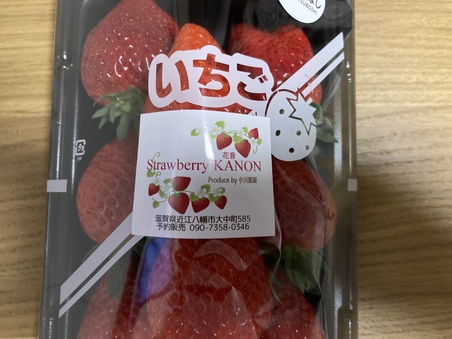 いちご
花音
Strawberry KANON
Produce by 小川農園
滋賀県近江八幡市大中町585
予約販売 090-7358-0346